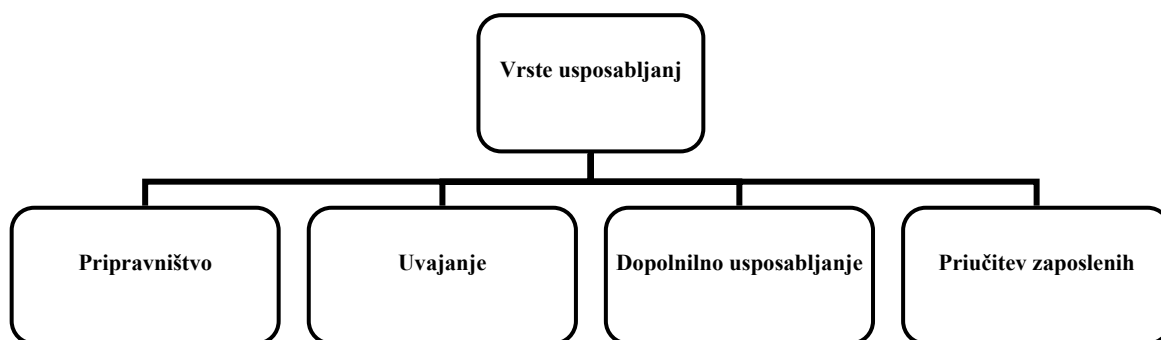 Vrste usposabljanj
Pripravništvo
Uvajanje
Dopolnilno usposabljanje
Priučitev zaposlenih